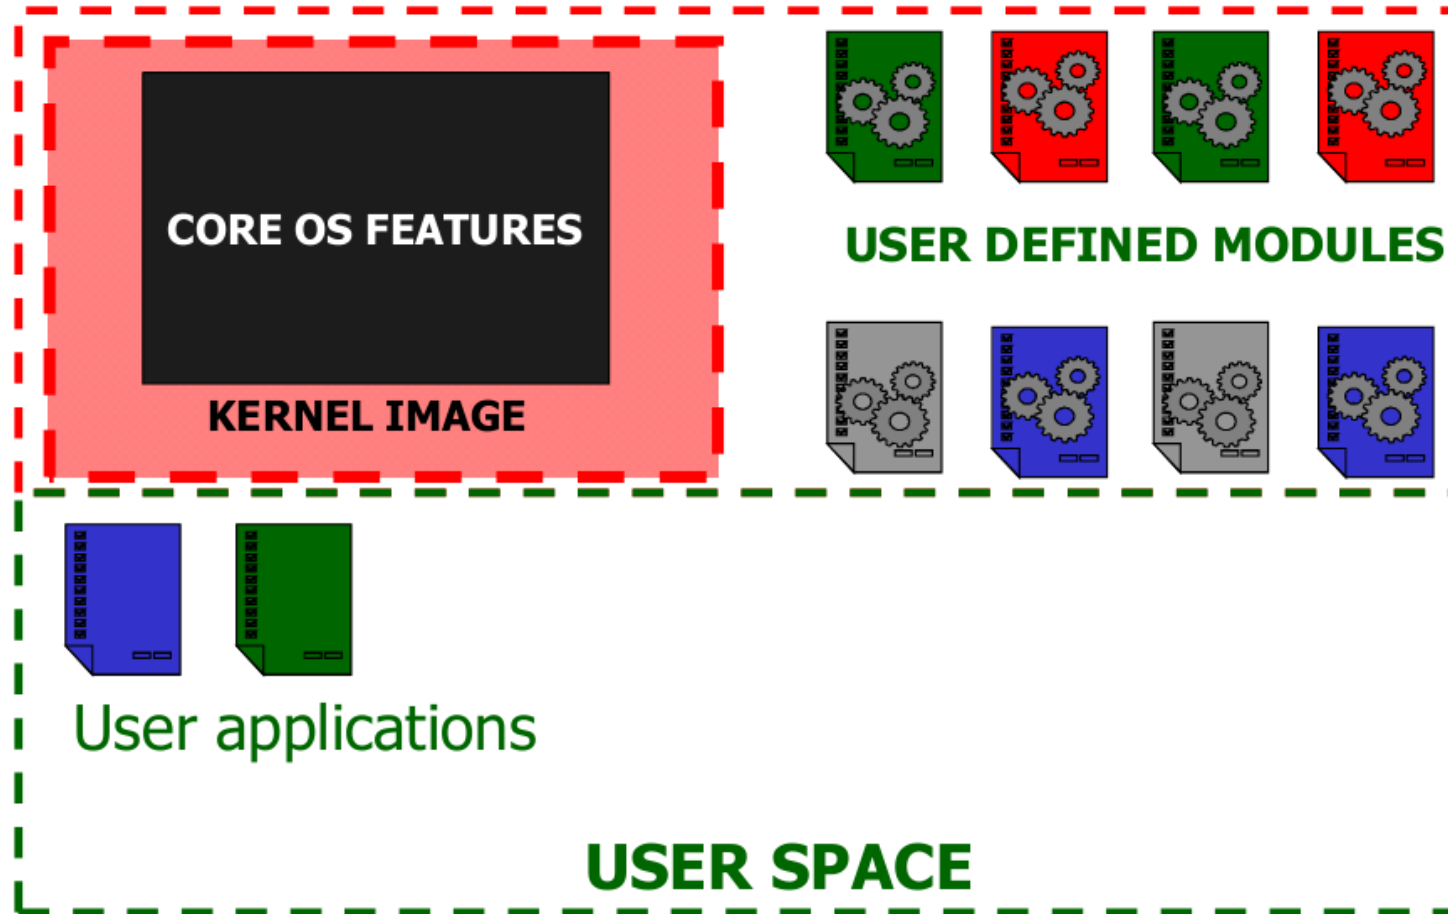 CORE OS FEATURES
USER DEFINED MODULES
KERNEL IMAGE
User applications
USER SPACE